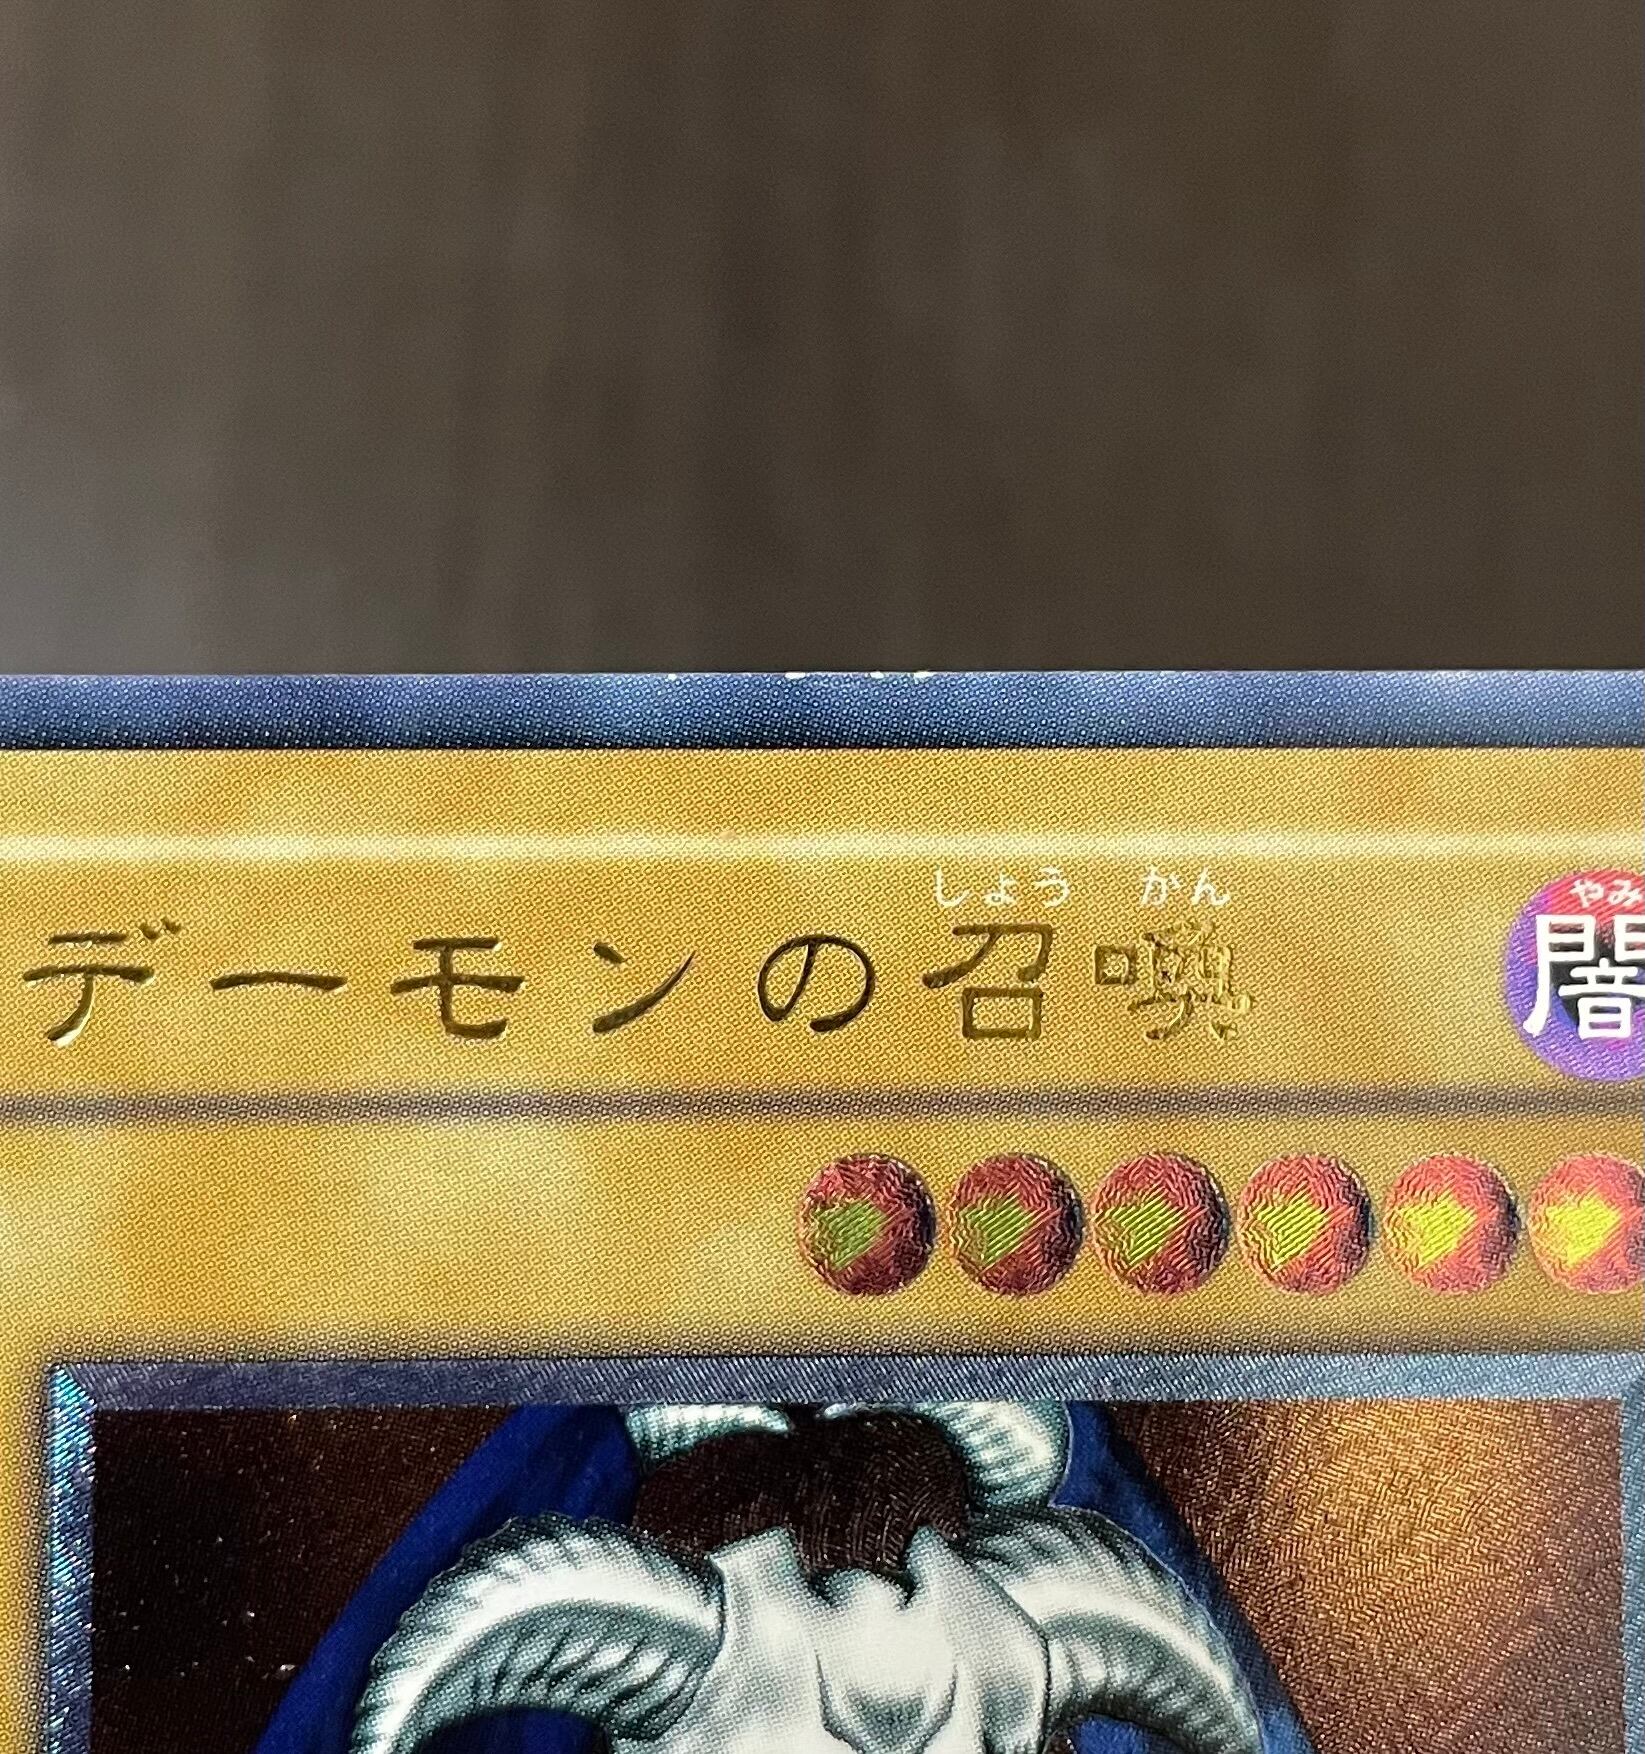 しょう かん
デーモンの召喚
やみ
闇